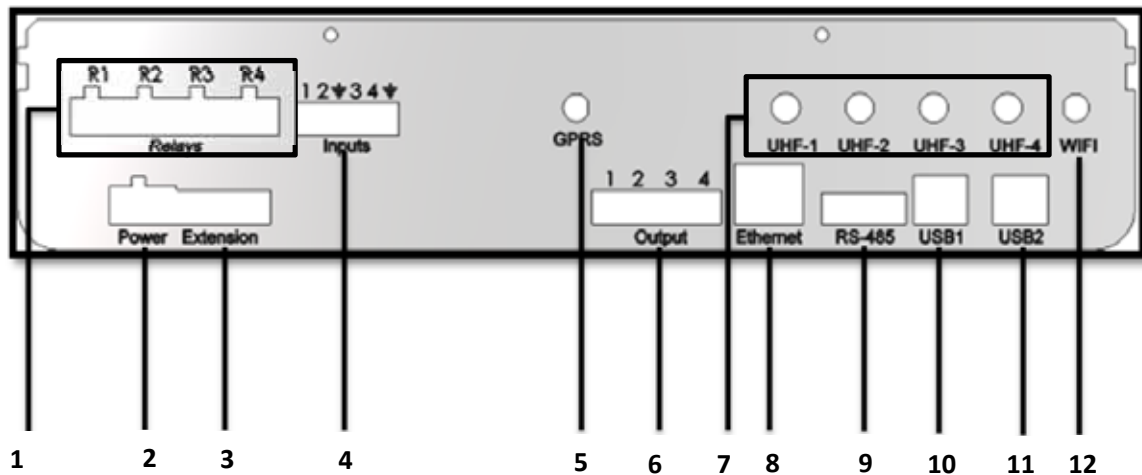 R1 R2 R3 R4
1 2 ⏚ 3 4 ⏚
Relays
Inputs
GPRS
UHF-1 UHF-2 UHF-3 UHF-4 WIFI
1 2 3 4
Power Extension
Output
Ethernet
RS-485
USB1
USB2
1 2 3 4 5 6 7 8 9 10 11 12